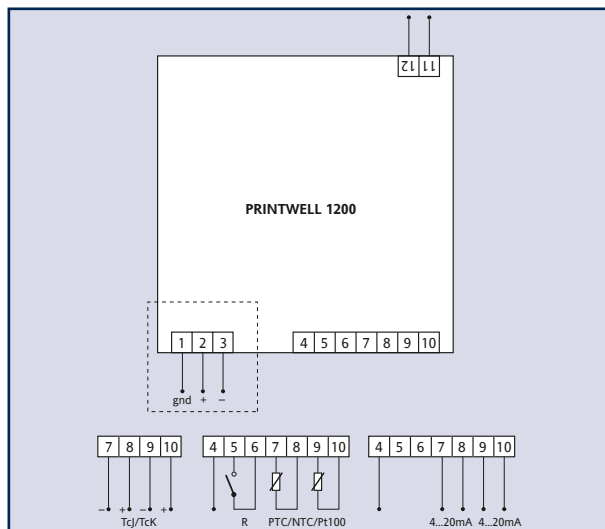 12 11
PRINTWELL 1200
1 2 3
4 5 6 7 8 9 10
gnd + −
7 8 9 10
4 5 6 7 8 9 10
4 5 6 7 8 9 10
− + − +
TcJ/TcK
R
PTC/NTC/Pt100
4...20mA 4...20mA